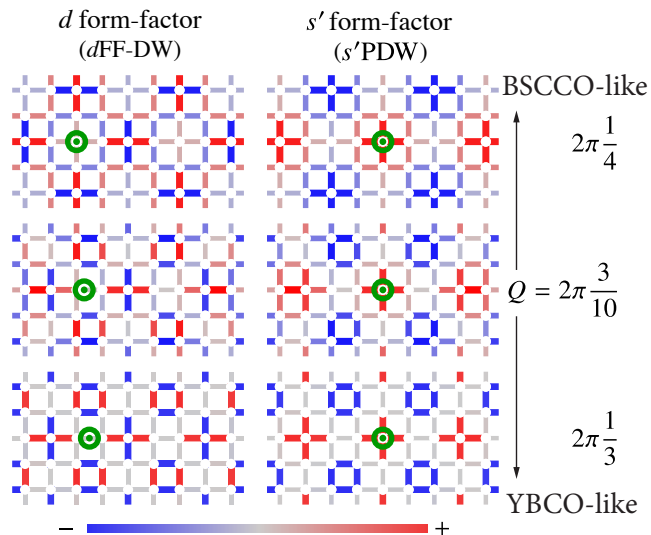 d form-factor
(dFF-DW)
s′ form-factor
(s′PDW)
BSCCO-like
2π 1/4
Q = 2π 3/10
2π 1/3
YBCO-like
− +